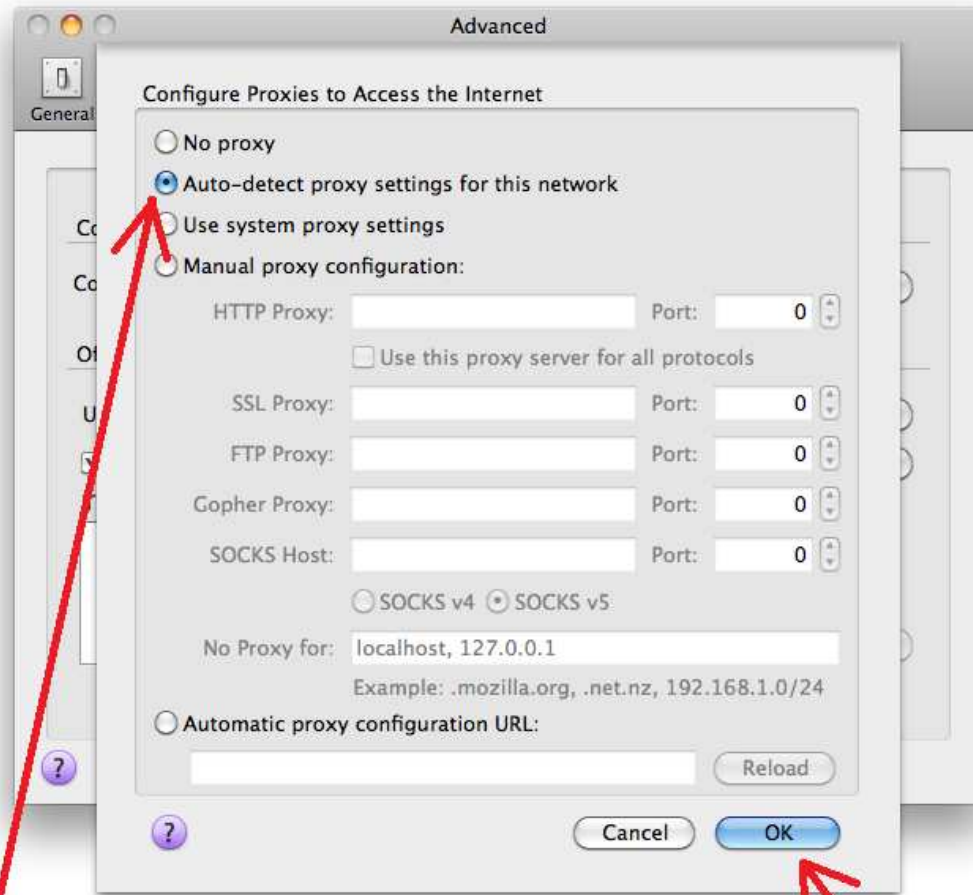 Advanced
General
Configure Proxies to Access the Internet
No proxy
Auto-detect proxy settings for this network
Use system proxy settings
Manual proxy configuration:
HTTP Proxy: Port: 0
Use this proxy server for all protocols
SSL Proxy: Port: 0
FTP Proxy: Port: 0
Gopher Proxy: Port: 0
SOCKS Host: Port: 0
SOCKS v4 SOCKS v5
No Proxy for: localhost, 127.0.0.1
Example: .mozilla.org, .net.nz, 192.168.1.0/24
Automatic proxy configuration URL:
Reload
? Cancel OK
?